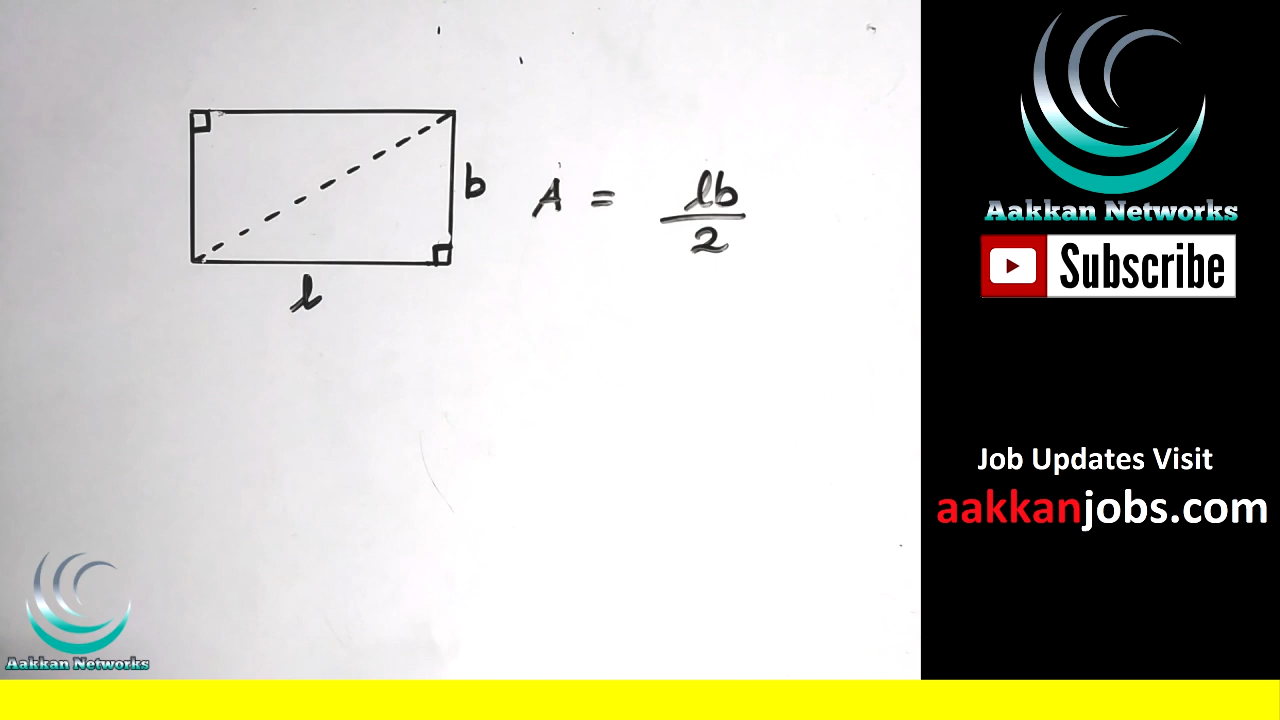 b
A = lb
2
l
Aakkan Networks
Subscribe
Job Updates Visit
aakkanjobs.com
Aakkan Networks